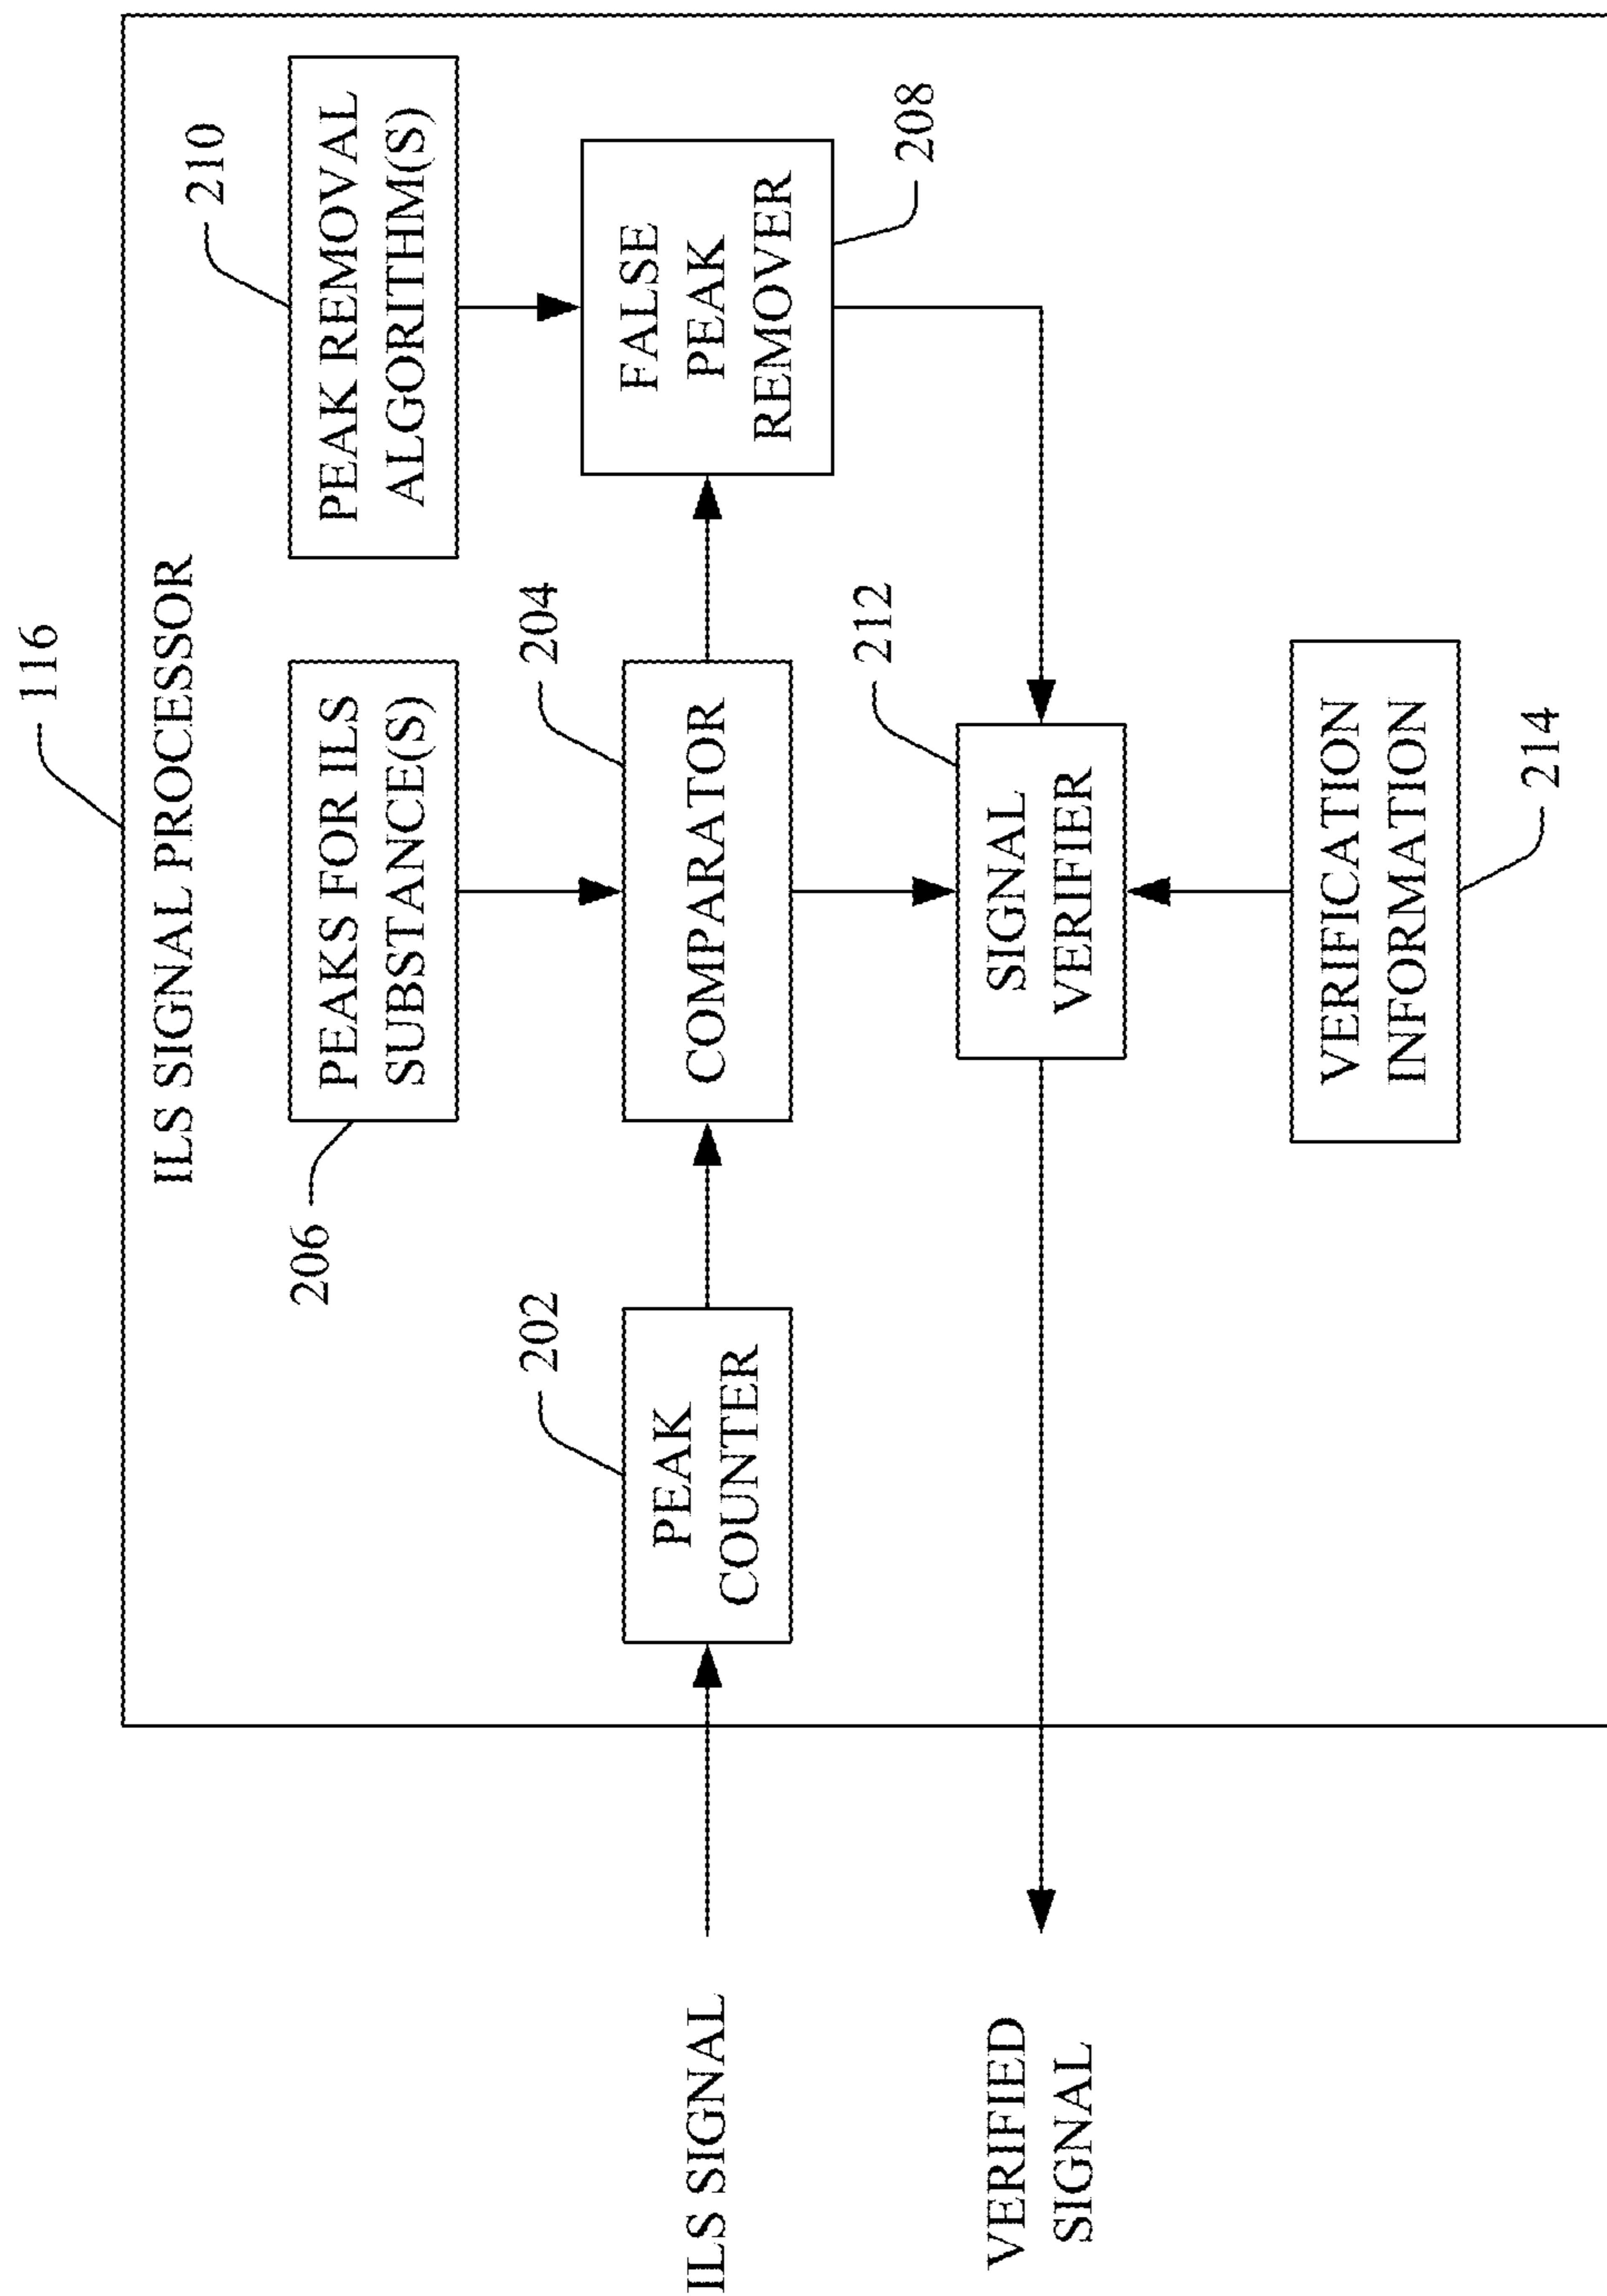 116
ILS SIGNAL PROCESSOR
206
PEAKS FOR ILS
SUBSTANCE(S)
210
PEAK REMOVAL
ALGORITHM(S)
ILS SIGNAL
202
PEAK
COUNTER
204
COMPARATOR
FALSE
PEAK
REMOVER
208
VERIFIED
SIGNAL
212
SIGNAL
VERIFIER
VERIFICATION
INFORMATION
214